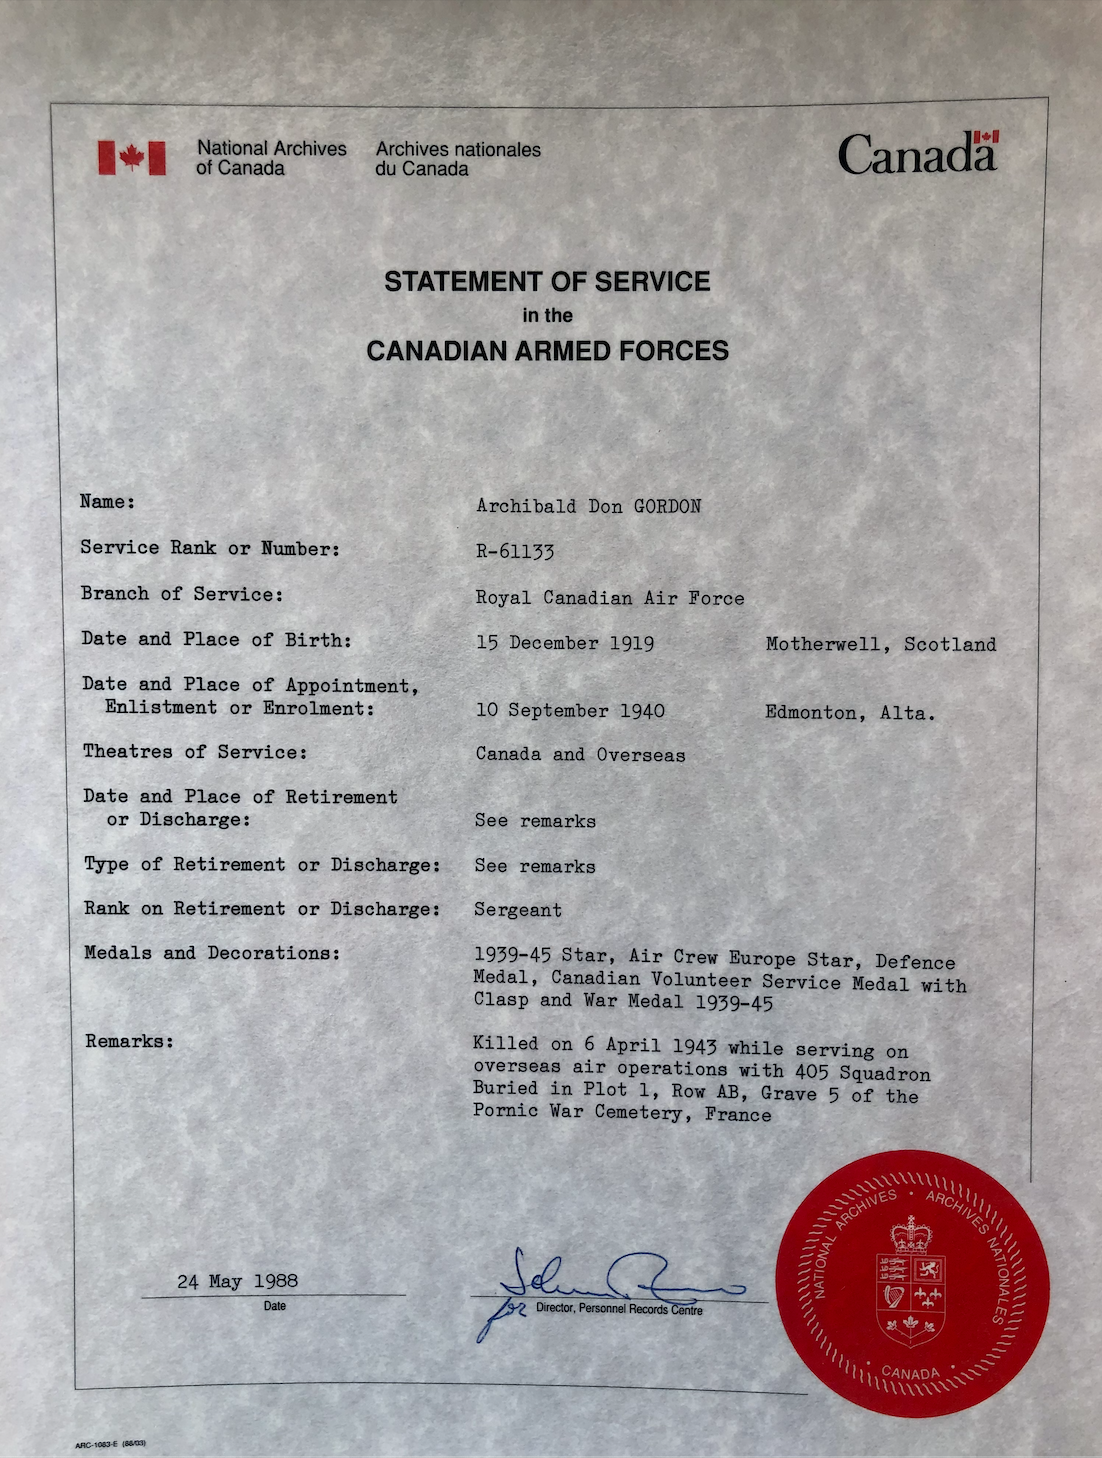 National Archives of Canada
Archives nationales du Canada
Canada
STATEMENT OF SERVICE
in the
CANADIAN ARMED FORCES
Name: Archibald Don GORDON
Service Rank or Number: R-61133
Branch of Service: Royal Canadian Air Force
Date and Place of Birth: 15 December 1919 Motherwell, Scotland
Date and Place of Appointment,
Enlistment or Enrolment: 10 September 1940 Edmonton, Alta.
Theatres of Service: Canada and Overseas
Date and Place of Retirement
or Discharge: See remarks
Type of Retirement or Discharge: See remarks
Rank on Retirement or Discharge: Sergeant
Medals and Decorations: 1939-45 Star, Air Crew Europe Star, Defence
Medal, Canadian Volunteer Service Medal with
Clasp and War Medal 1939-45
Remarks: Killed on 6 April 1943 while serving on
overseas air operations with 405 Squadron
Buried in Plot 1, Row AB, Grave 5 of the
Pornic War Cemetery, France
24 May 1988
Date
for Director, Personnel Records Centre
NATIONAL ARCHIVES • ARCHIVES NATIONALES
• CANADA •
ARC-1083-E (88/03)